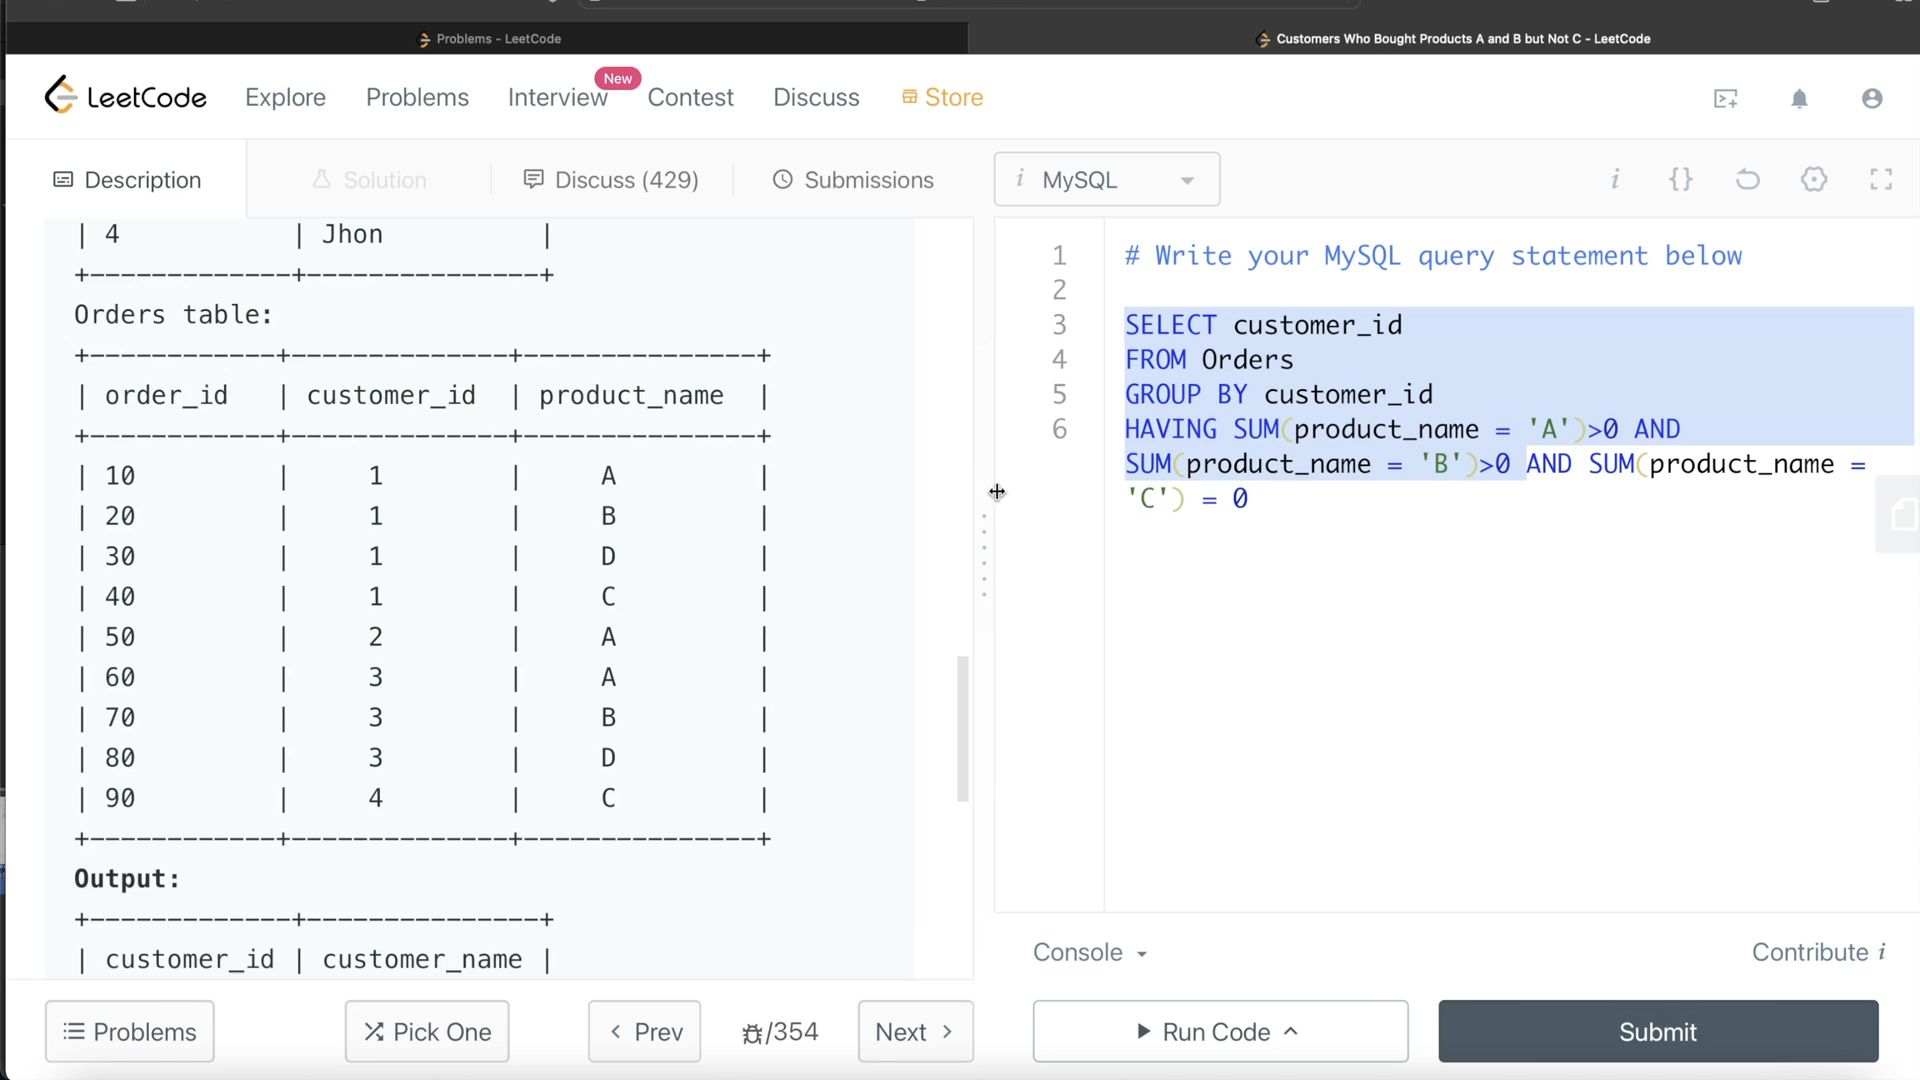 Problems - LeetCode
Customers Who Bought Products A and B but Not C - LeetCode
LeetCode Explore Problems Interview New Contest Discuss Store
Description Solution Discuss (429) Submissions
i MySQL
i {}
| 4 | Jhon |
+-------------+---------------+
Orders table:
+------------+--------------+---------------+
| order_id | customer_id | product_name |
+------------+--------------+---------------+
| 10 | 1 | A |
| 20 | 1 | B |
| 30 | 1 | D |
| 40 | 1 | C |
| 50 | 2 | A |
| 60 | 3 | A |
| 70 | 3 | B |
| 80 | 3 | D |
| 90 | 4 | C |
+------------+--------------+---------------+
Output:
+-------------+---------------+
| customer_id | customer_name |
1 # Write your MySQL query statement below
2
3 SELECT customer_id
4 FROM Orders
5 GROUP BY customer_id
6 HAVING SUM(product_name = 'A')>0 AND
SUM(product_name = 'B')>0 AND SUM(product_name =
'C') = 0
Console
Contribute i
Problems
Pick One
< Prev
/354
Next >
Run Code
Submit